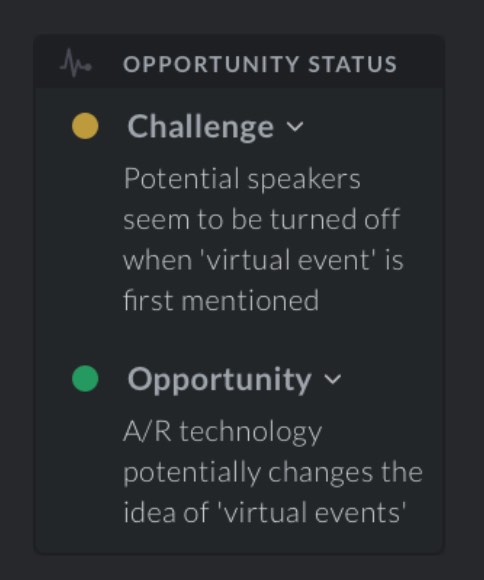 OPPORTUNITY STATUS
Challenge
Potential speakers
seem to be turned off
when 'virtual event' is
first mentioned
Opportunity
A/R technology
potentially changes the
idea of 'virtual events'